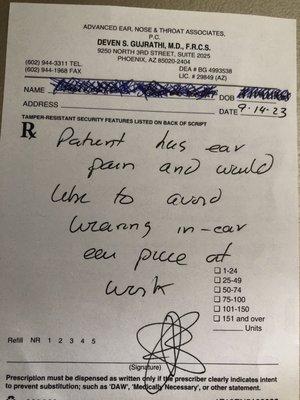 ADVANCED EAR, NOSE & THROAT ASSOCIATES,
P.C.
DEVEN S. GUJRATHI, M.D., F.R.C.S.
9250 NORTH 3RD STREET, SUITE 2025
PHOENIX, AZ 85020-2404
(602) 944-3311 TEL. DEA # BG 4993538
(602) 944-1968 FAX LIC. # 29849 (AZ)
NAME DOB
ADDRESS DATE 9-14-23
TAMPER-RESISTANT SECURITY FEATURES LISTED ON BACK OF SCRIPT
Rx Patient has ear
pain and would
like to avoid
wearing in-ear
ear piece at
work
☐ 1-24
☐ 25-49
☐ 50-74
☐ 75-100
☐ 101-150
☐ 151 and over
Units
Refill NR 1 2 3 4 5
(Signature)
Prescription must be dispensed as written only if the prescriber clearly indicates intent
to prevent substitution; such as 'DAW', 'Medically Necessary', or other statement.